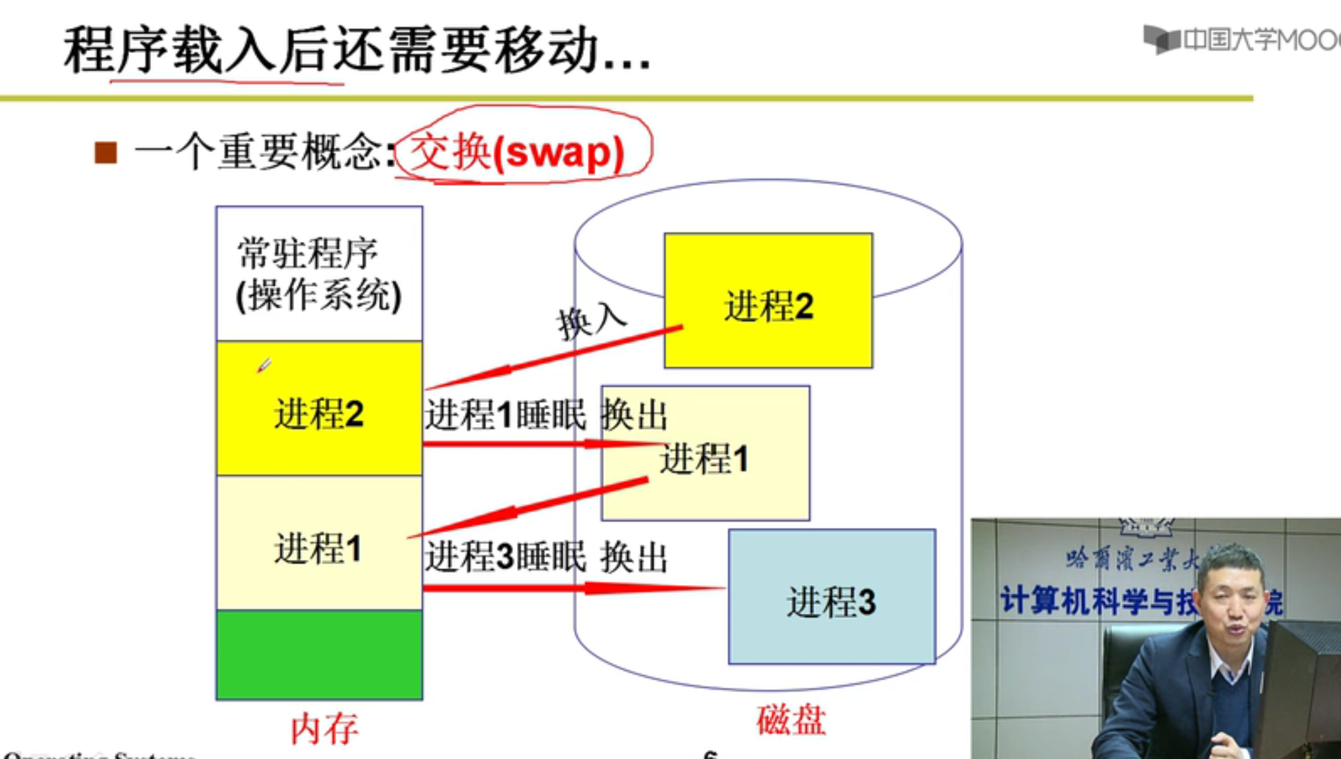 程序载入后还需要移动...
中国大学MOO
一个重要概念: 交换(swap)
常驻程序
(操作系统)
进程2
进程1
内存
换入
进程1睡眠 换出
进程3睡眠 换出
进程2
进程1
进程3
磁盘
哈尔滨工业大
计算机科学与技
院
Operating Systems
6